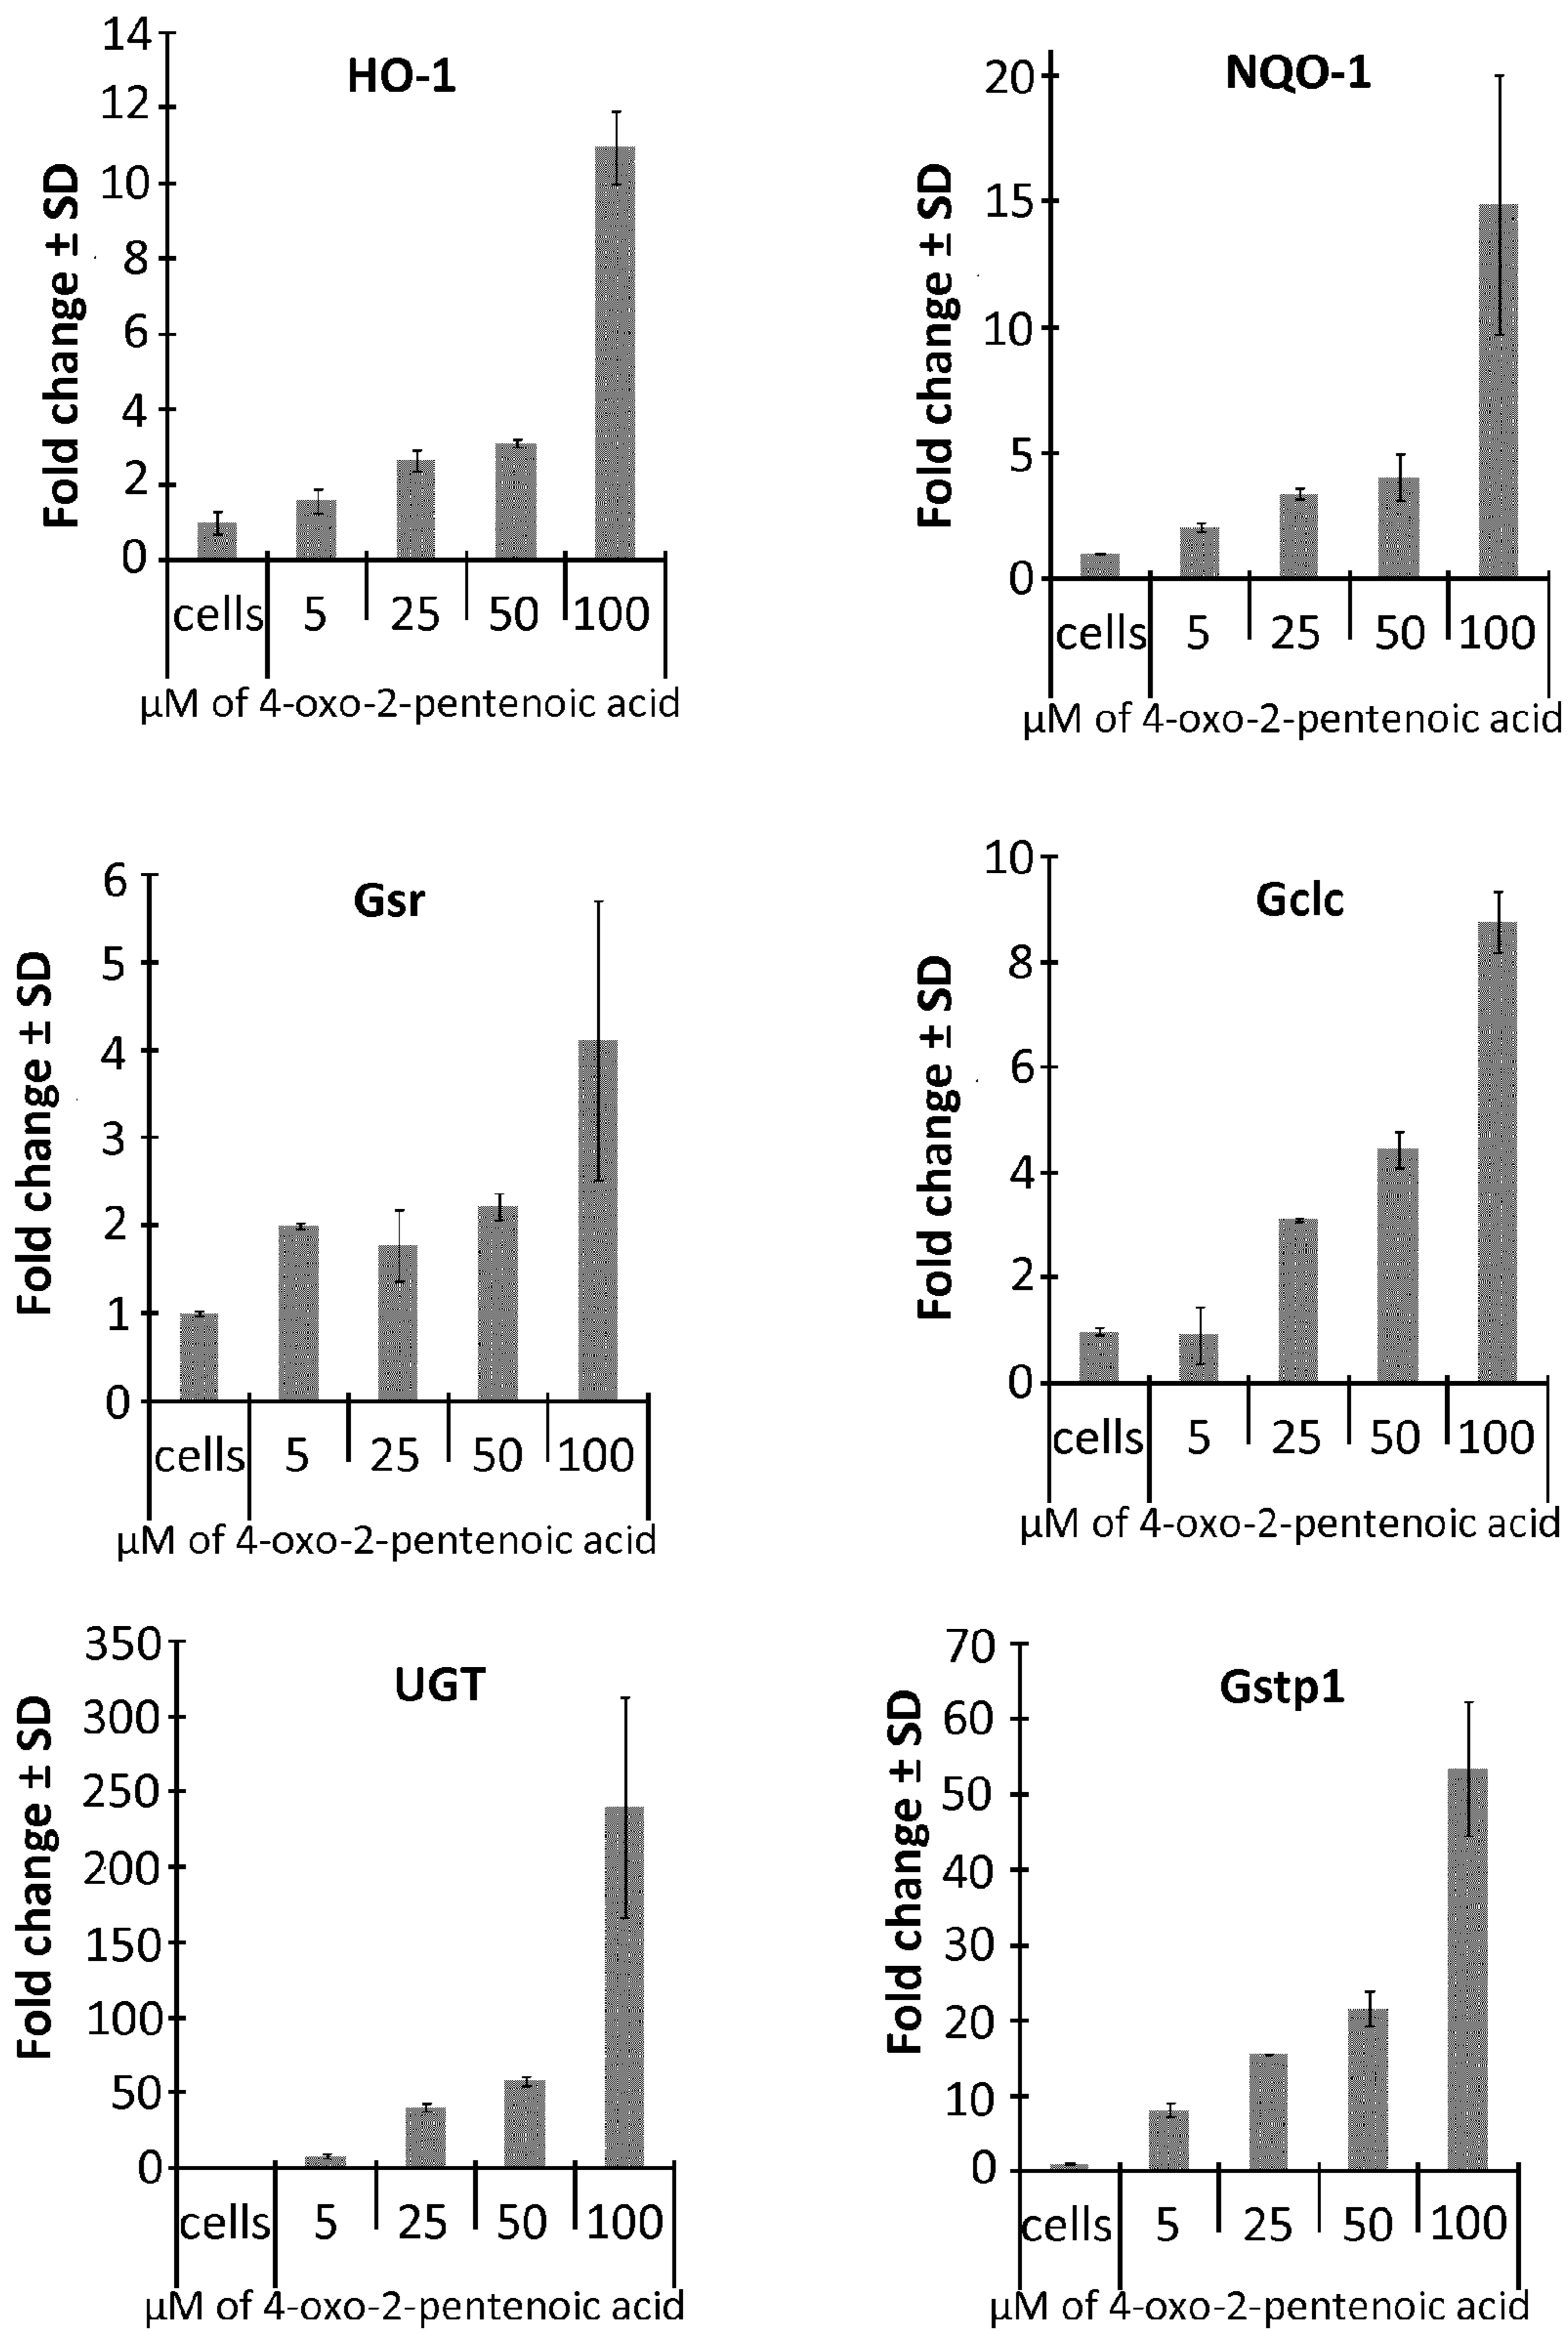 HO-1
Fold change ± SD
14
12
10
8
6
4
2
0
cells 5 25 50 100
µM of 4-oxo-2-pentenoic acid
NQO-1
Fold change ± SD
20
15
10
5
0
cells 5 25 50 100
µM of 4-oxo-2-pentenoic acid
Gsr
Fold change ± SD
6
5
4
3
2
1
0
cells 5 25 50 100
µM of 4-oxo-2-pentenoic acid
Gclc
Fold change ± SD
10
8
6
4
2
0
cells 5 25 50 100
µM of 4-oxo-2-pentenoic acid
UGT
Fold change ± SD
350
300
250
200
150
100
50
0
cells 5 25 50 100
µM of 4-oxo-2-pentenoic acid
Gstp1
Fold change ± SD
70
60
50
40
30
20
10
0
cells 5 25 50 100
µM of 4-oxo-2-pentenoic acid